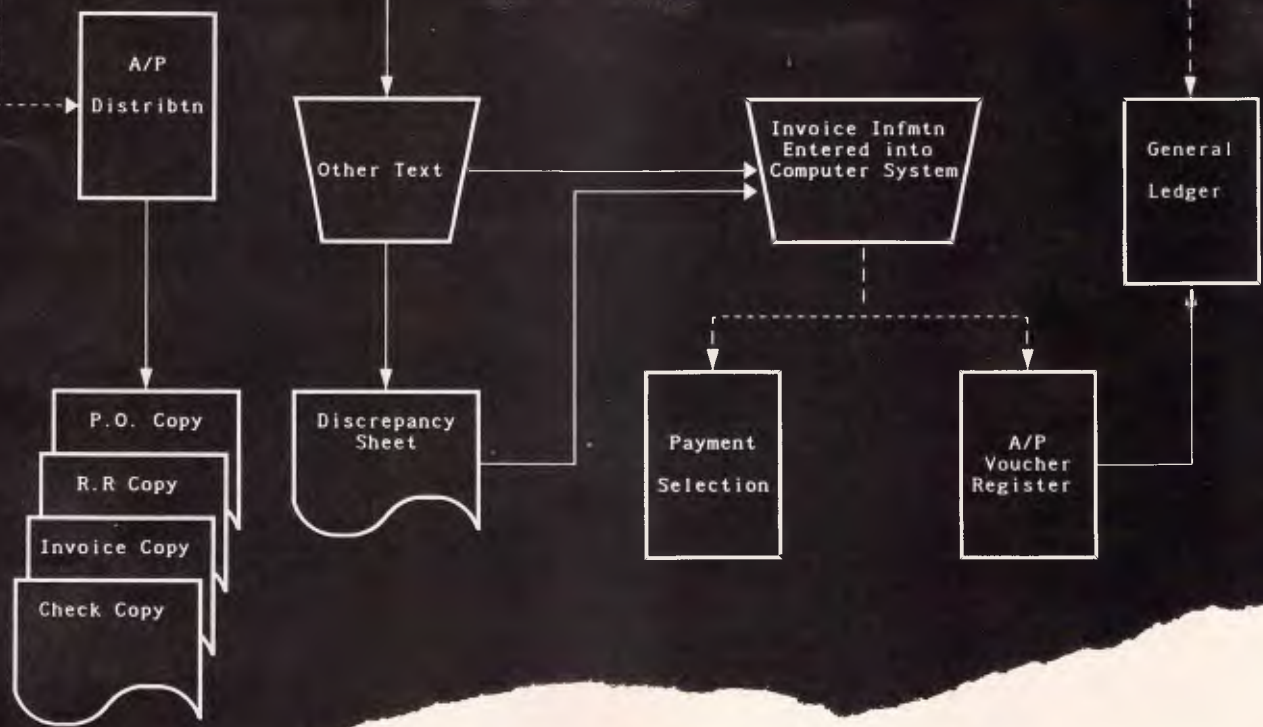 A/P
Distribtn
Other Text
Invoice Infmtn
Entered into
Computer System
General
Ledger
P.O. Copy
R.R Copy
Invoice Copy
Check Copy
Discrepancy
Sheet
Payment
Selection
A/P
Voucher
Register